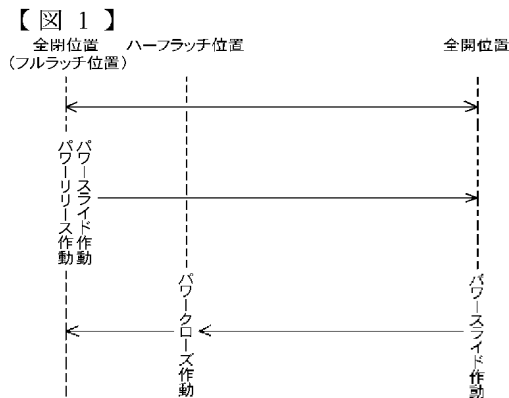 【図1】
全閉位置
(フルラッチ位置)
ハーフラッチ位置
全開位置
パワースライド作動
パワーリリース作動
パワークローズ作動
パワースライド作動